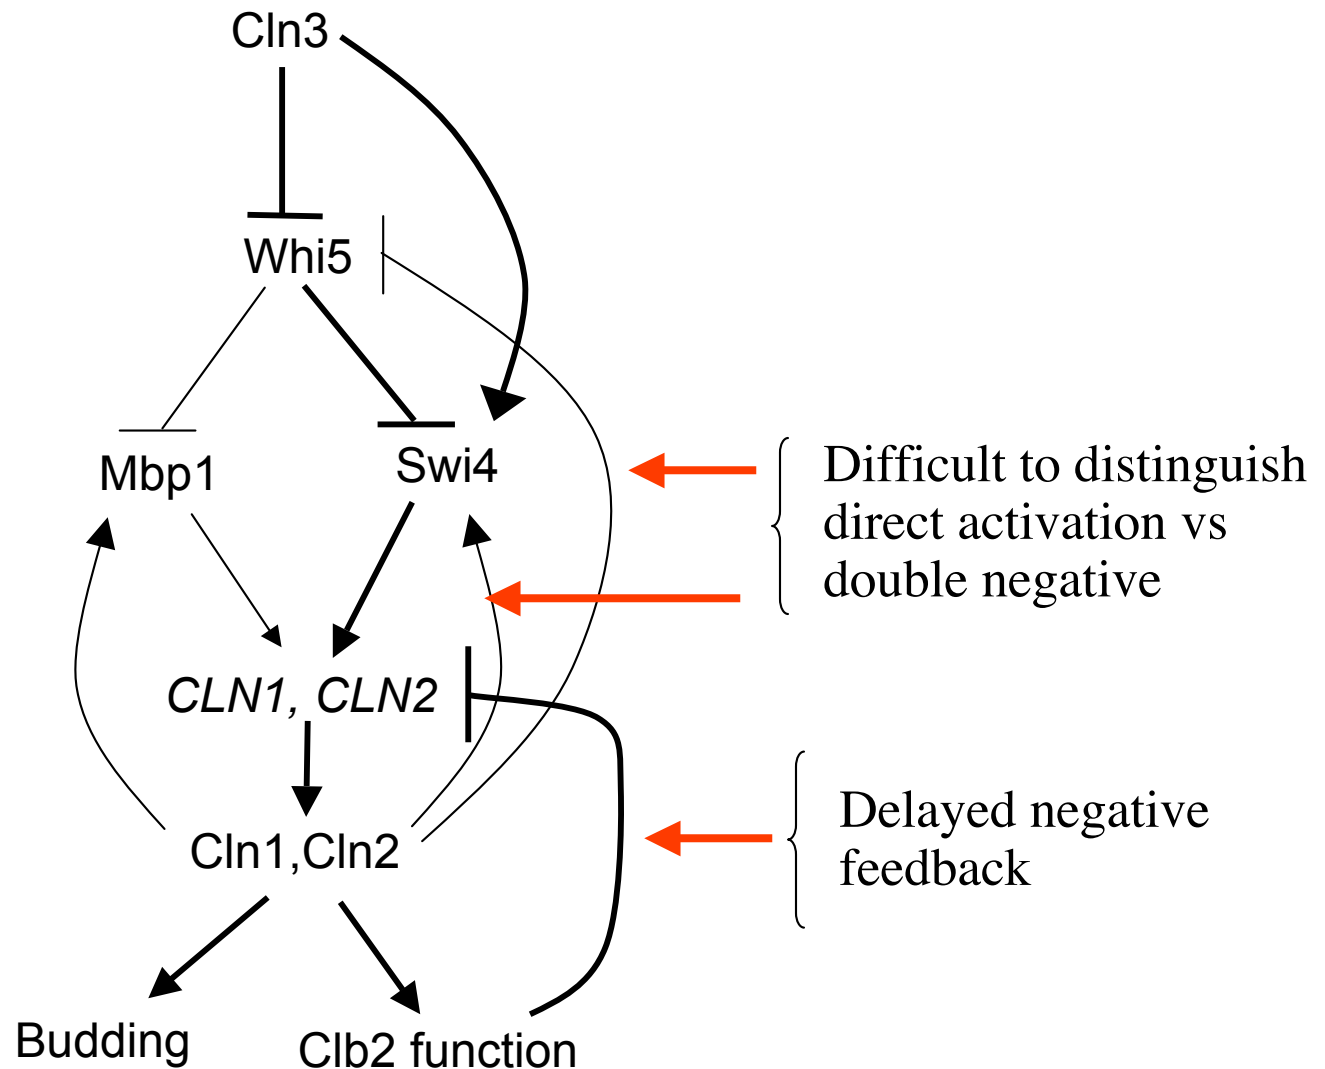 Cln3
Whi5
Mbp1
Swi4
Difficult to distinguish
direct activation vs
double negative
CLN1, CLN2
Cln1,Cln2
Delayed negative
feedback
Budding
Clb2 function